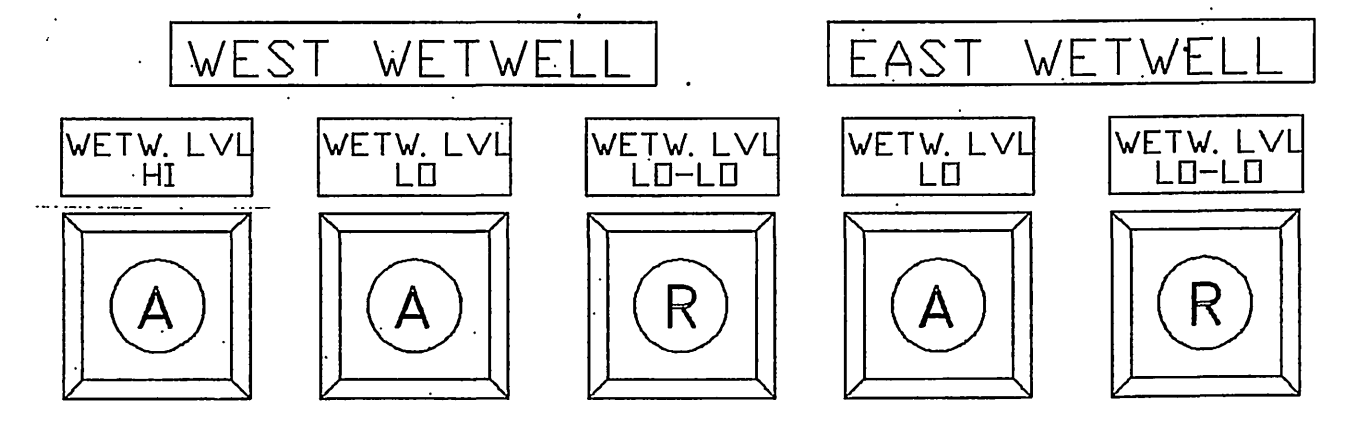 WEST WETWELL
EAST WETWELL
WETW. LVL
HI
WETW. LVL
LO
WETW. LVL
LO-LO
WETW. LVL
LO
WETW. LVL
LO-LO
A
A
R
A
R